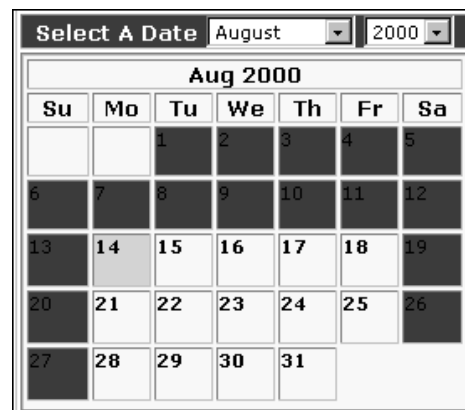 Select A Date August 2000
Aug 2000
Su Mo Tu We Th Fr Sa
1 2 3 4 5
6 7 8 9 10 11 12
13 14 15 16 17 18 19
20 21 22 23 24 25 26
27 28 29 30 31